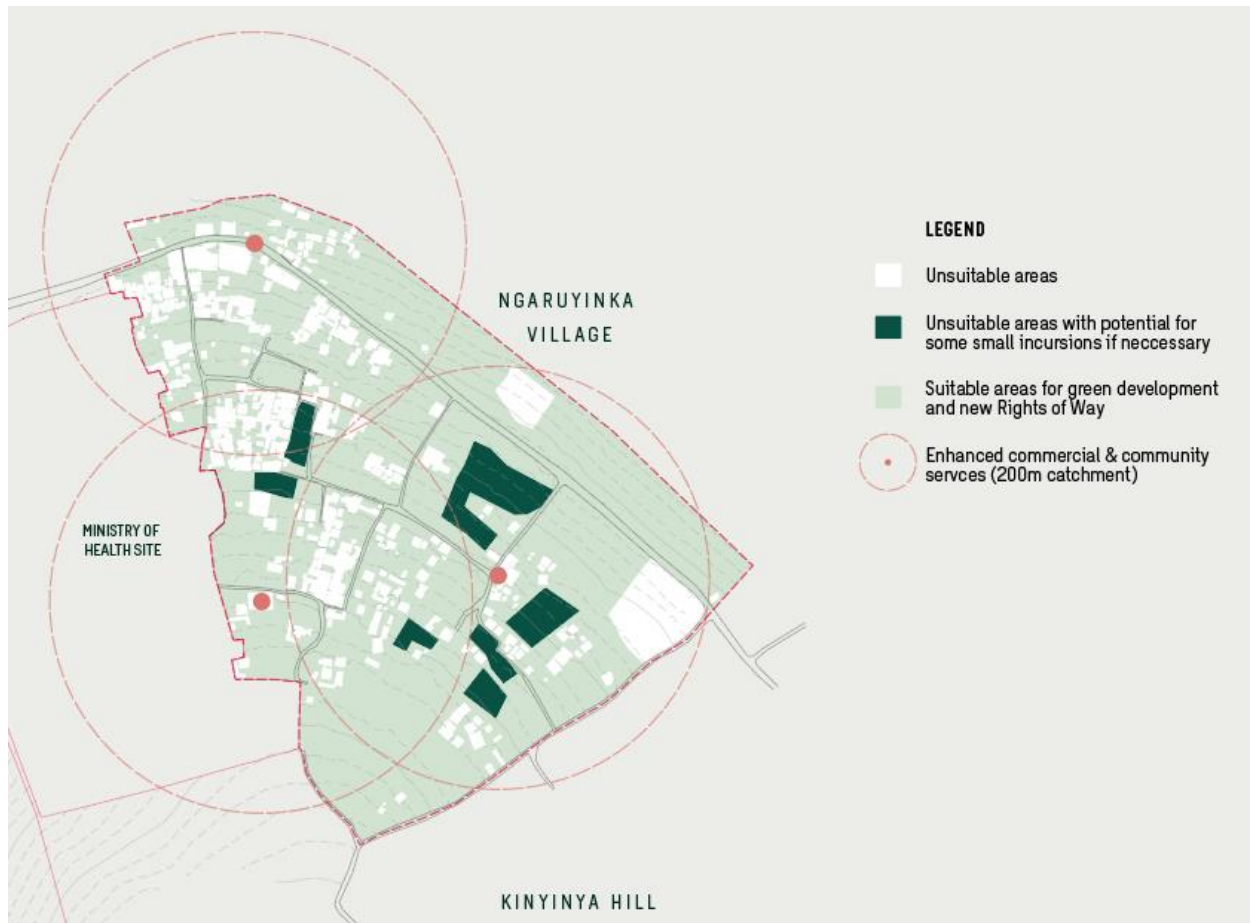 NGARUYINKA
VILLAGE
MINISTRY OF
HEALTH SITE
KINYINYA HILL
LEGEND
Unsuitable areas
Unsuitable areas with potential for
some small incursions if neccessary
Suitable areas for green development
and new Rights of Way
Enhanced commercial & community
servces (200m catchment)